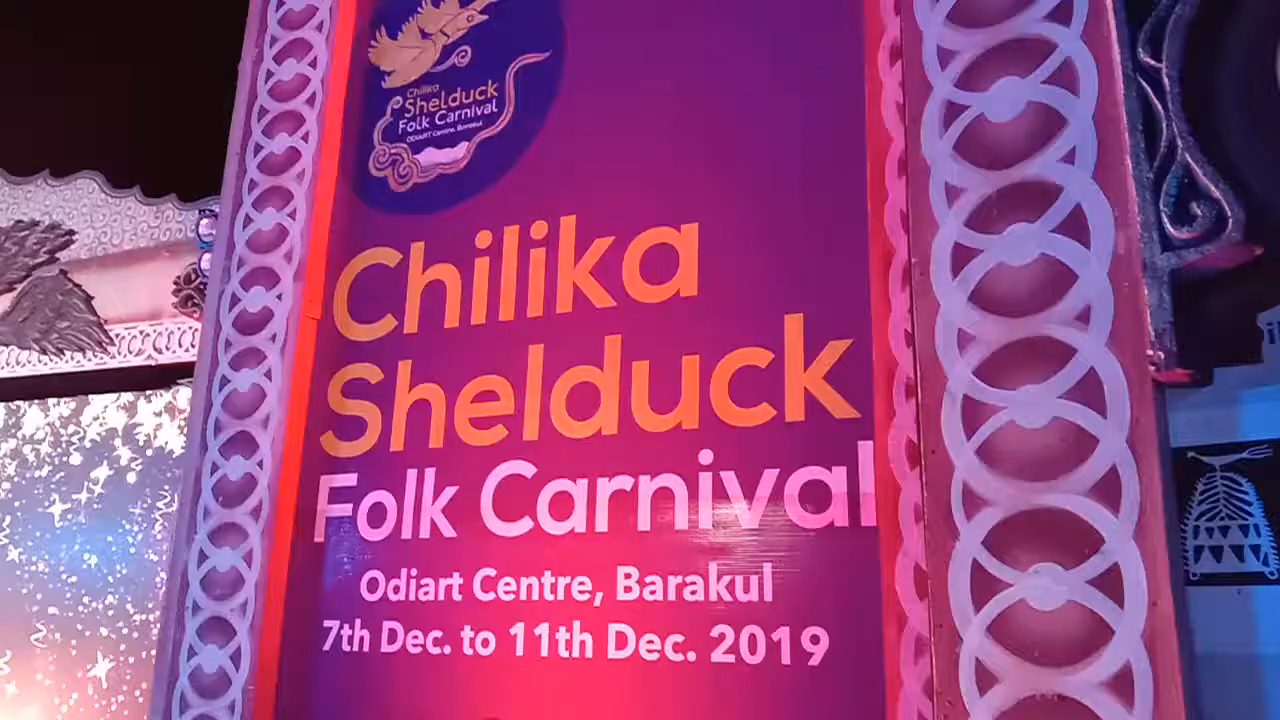 Chilika
Shelduck
Folk Carnival
ODIART Centre, Barakul
Chilika
Shelduck
Folk Carnival
Odiart Centre, Barakul
7th Dec. to 11th Dec. 2019